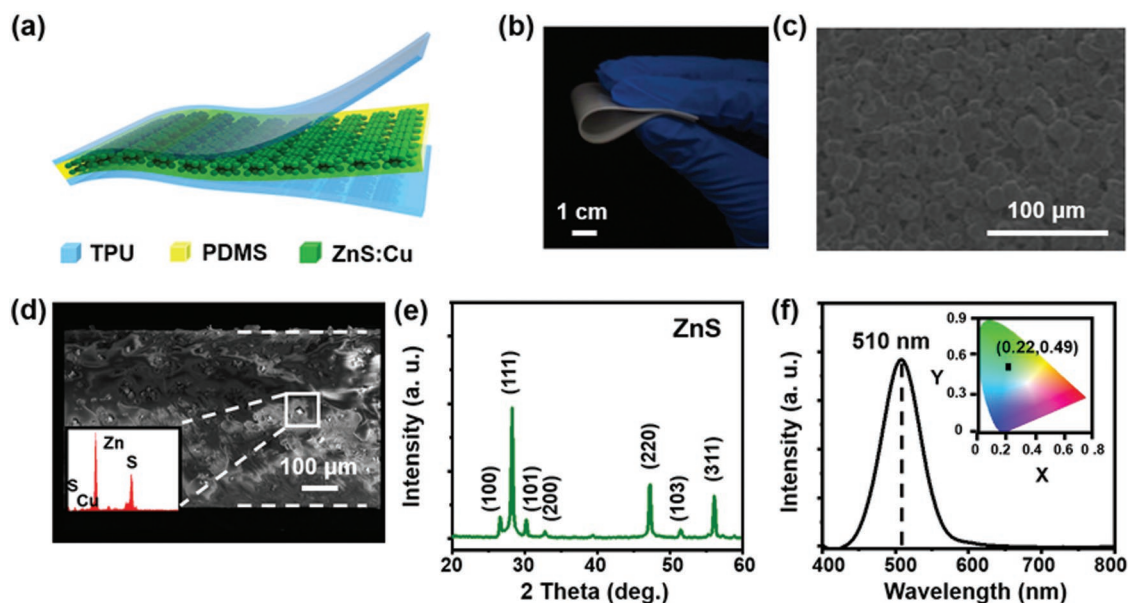 (a)
TPU PDMS ZnS:Cu
(b)
1 cm
(c)
100 μm
(d)
Zn
S
S
Cu
100 μm
(e)
ZnS
Intensity (a. u.)
(100)
(111)
(101)
(200)
(220)
(103)
(311)
20 30 40 50 60
2 Theta (deg.)
(f)
510 nm
Intensity (a. u.)
0.9
0.6
0.3
0
Y
(0.22,0.49)
0 0.2 0.4 0.6 0.8
X
400 500 600 700 800
Wavelength (nm)